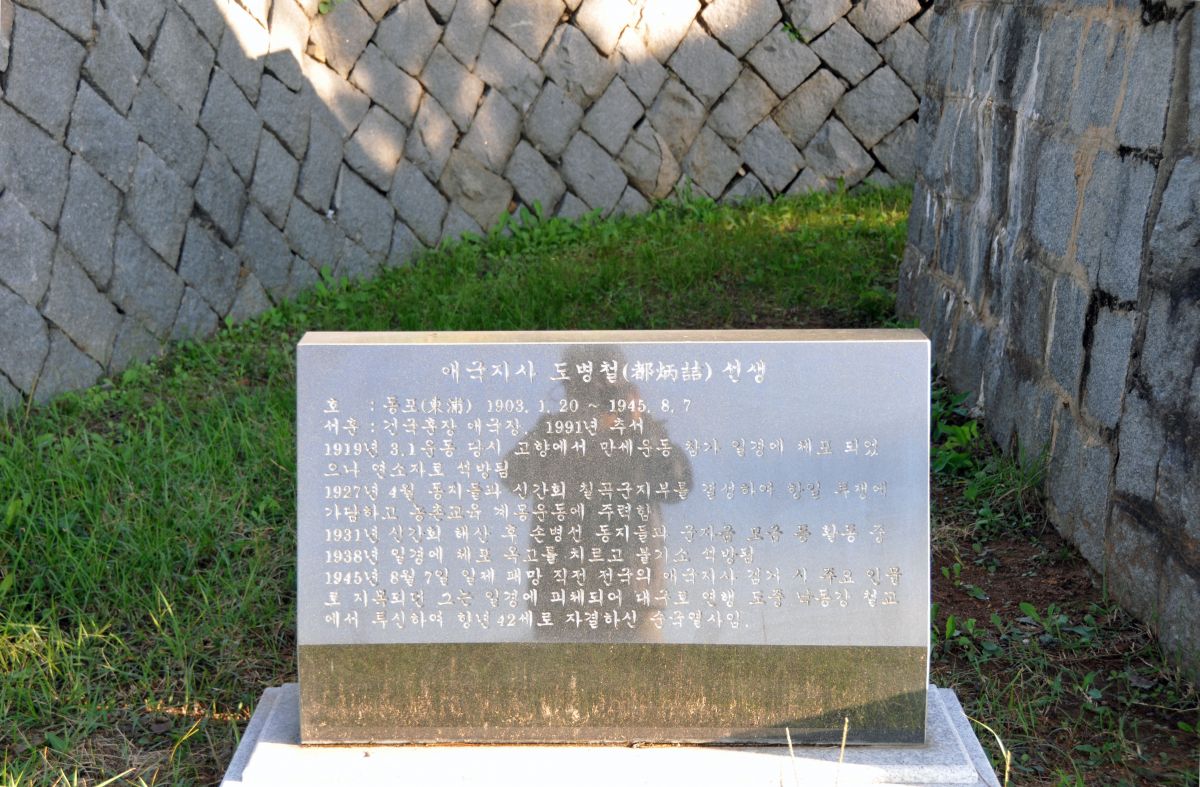 애국지사 도병철(都炳喆) 선생
호 : 동포(東浦) 1903. 1. 20 ~ 1945. 8. 7
서훈 : 건국훈장 애국장, 1991년 추서
1919년 3.1운동 당시 고향에서 만세운동 참가 일경에 체포 되었
으나 연소자로 석방됨
1927년 4월 동지들과 신간회 칠곡군지부를 결성하여 항일 투쟁에
가담하고 농촌교육 계몽운동에 주력함
1931년 신간회 해산 후 손병선 동지들과 군자금 모금 등 활동 중
1938년 일경에 체포 옥고를 치르고 불기소 석방됨
1945년 8월 7일 일제 패망 직전 전국의 애국지사 검거 시 주요 인물
로 지목되던 그는 일경에 피체되어 대구로 연행 도중 낙동강 철교
에서 투신하여 향년 42세로 자결하신 순국열사임.